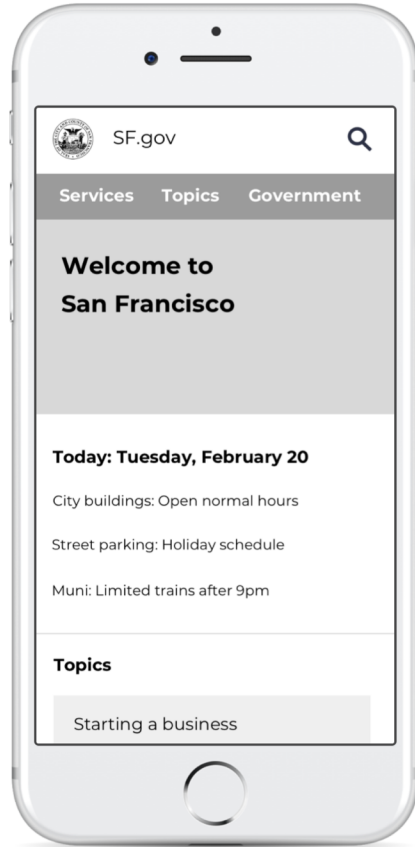 SF.gov
Services Topics Government
Welcome to
San Francisco
Today: Tuesday, February 20
City buildings: Open normal hours
Street parking: Holiday schedule
Muni: Limited trains after 9pm
Topics
Starting a business